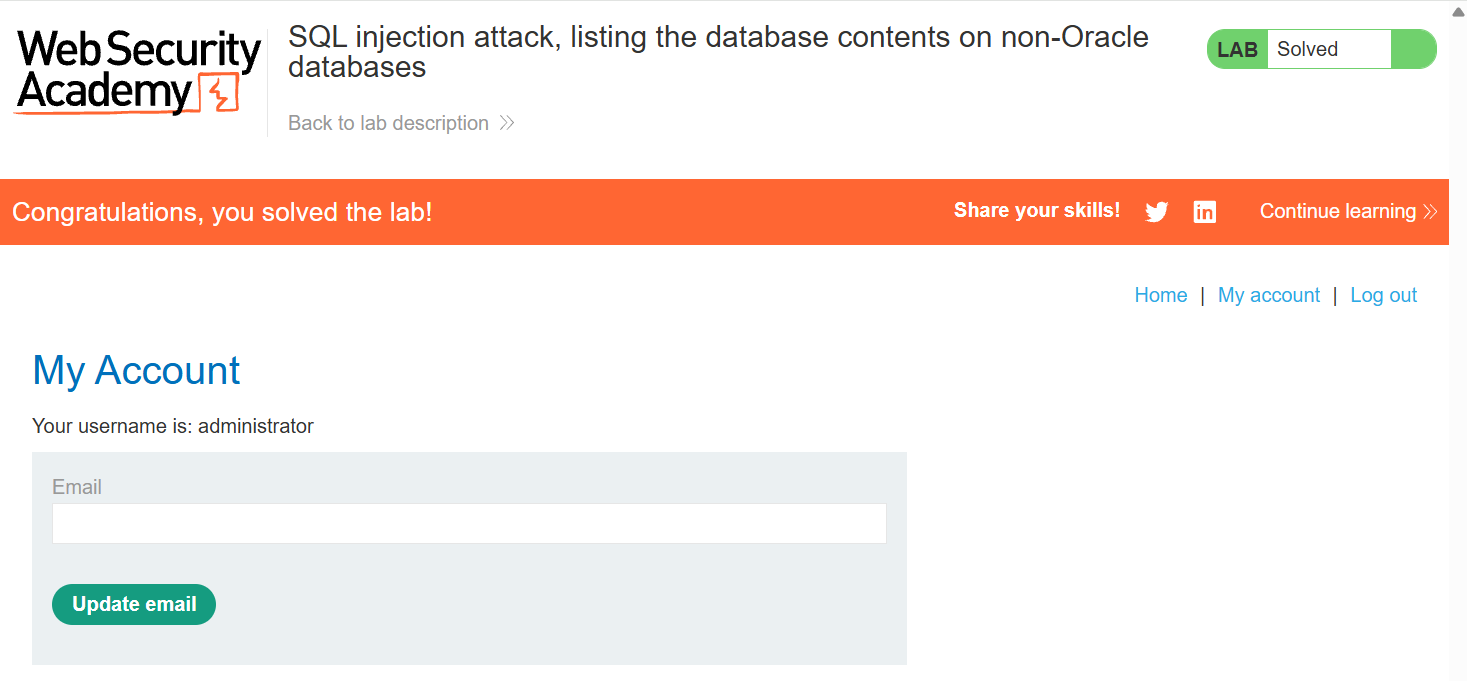 Web Security
Academy
SQL injection attack, listing the database contents on non-Oracle
databases
Back to lab description
LAB Solved
Congratulations, you solved the lab!
Share your skills!
Continue learning
Home | My account | Log out
My Account
Your username is: administrator
Email
Update email